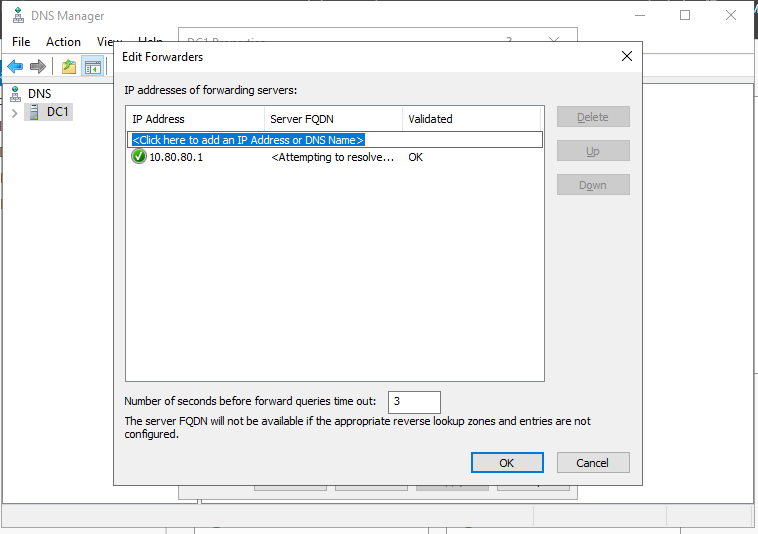 DNS Manager
File Action View Help
DC1 Properties
?
DNS
DC1
Edit Forwarders
IP addresses of forwarding servers:
IP Address Server FQDN Validated
<Click here to add an IP Address or DNS Name>
10.80.80.1 <Attempting to resolve... OK
Delete
Up
Down
Number of seconds before forward queries time out: 3
The server FQDN will not be available if the appropriate reverse lookup zones and entries are not
configured.
OK Cancel